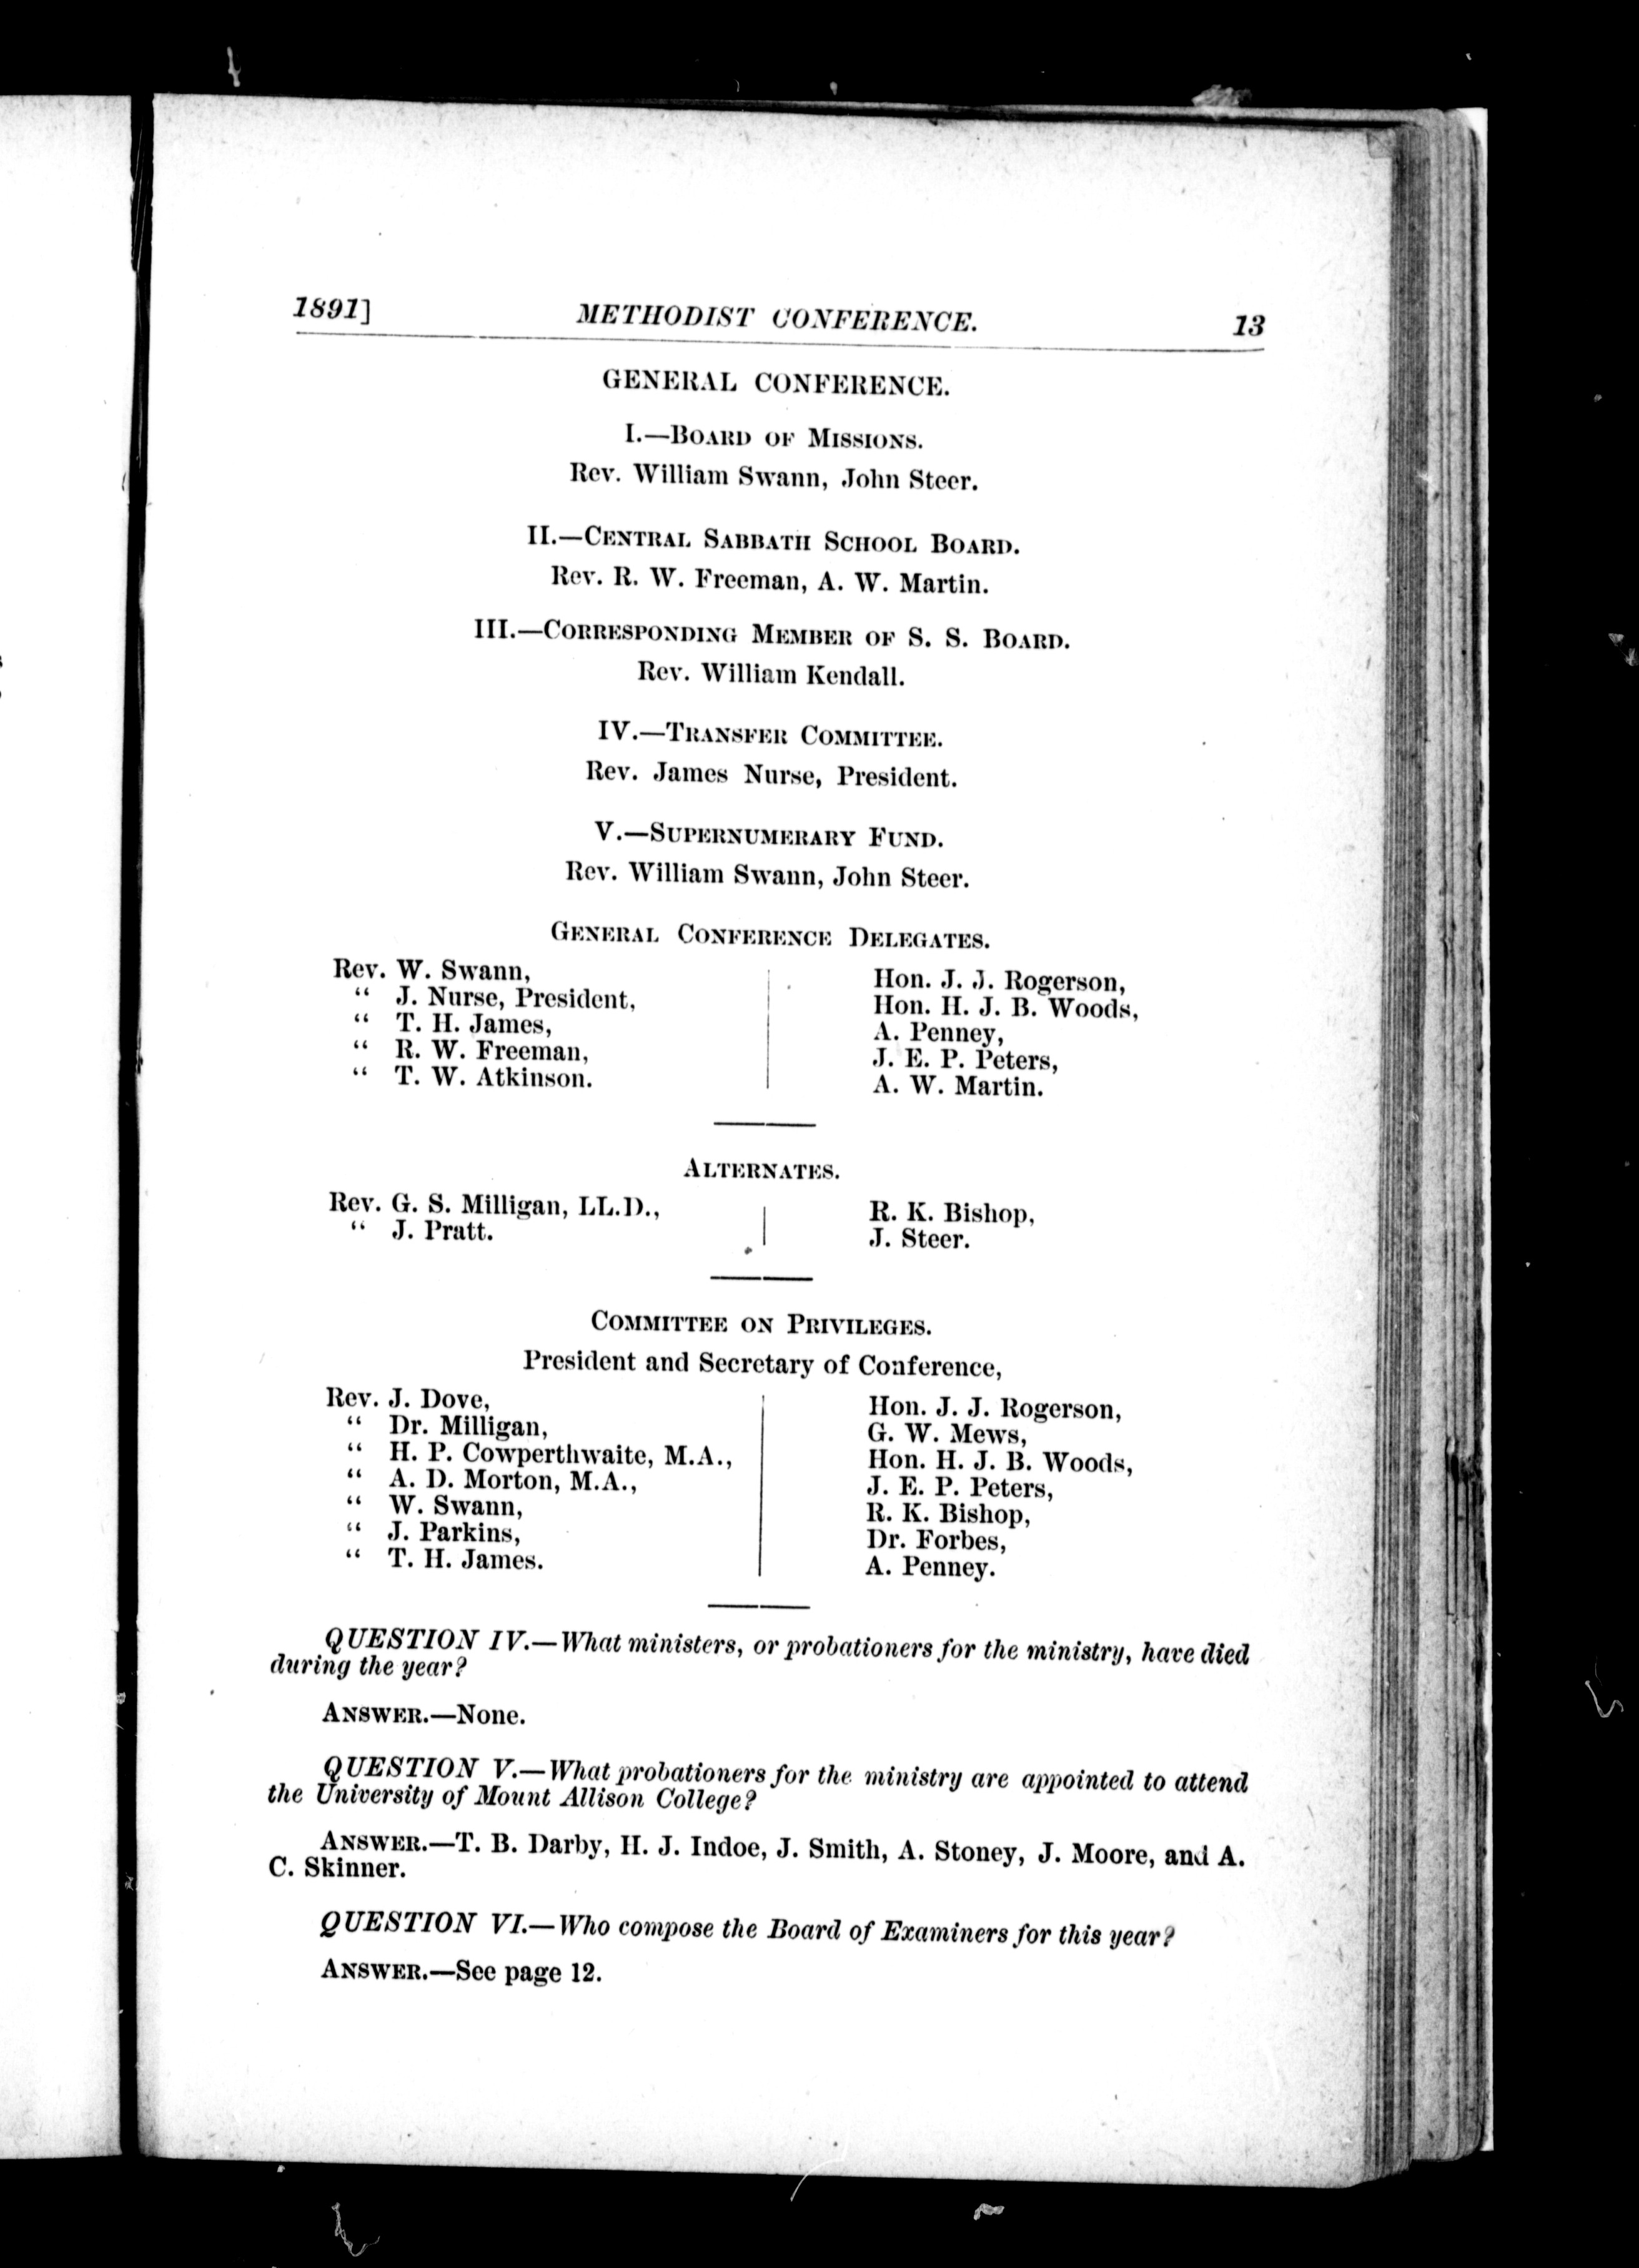 1891] METHODIST CONFERENCE. 13
GENERAL CONFERENCE.
I.—BOARD OF MISSIONS.
Rev. William Swann, John Steer.
II.—CENTRAL SABBATH SCHOOL BOARD.
Rev. R. W. Freeman, A. W. Martin.
III.—CORRESPONDING MEMBER OF S. S. BOARD.
Rev. William Kendall.
IV.—TRANSFER COMMITTEE.
Rev. James Nurse, President.
V.—SUPERNUMERARY FUND.
Rev. William Swann, John Steer.
GENERAL CONFERENCE DELEGATES.
Rev. W. Swann,
“ J. Nurse, President,
“ T. H. James,
“ R. W. Freeman,
“ T. W. Atkinson.
Hon. J. J. Rogerson,
Hon. H. J. B. Woods,
A. Penney,
J. E. P. Peters,
A. W. Martin.
ALTERNATES.
Rev. G. S. Milligan, LL.D.,
“ J. Pratt.
R. K. Bishop,
J. Steer.
COMMITTEE ON PRIVILEGES.
President and Secretary of Conference,
Rev. J. Dove,
“ Dr. Milligan,
“ H. P. Cowperthwaite, M.A.,
“ A. D. Morton, M.A.,
“ W. Swann,
“ J. Parkins,
“ T. H. James.
Hon. J. J. Rogerson,
G. W. Mews,
Hon. H. J. B. Woods,
J. E. P. Peters,
R. K. Bishop,
Dr. Forbes,
A. Penney.
QUESTION IV.—What ministers, or probationers for the ministry, have died
during the year?
ANSWER.—None.
QUESTION V.—What probationers for the ministry are appointed to attend
the University of Mount Allison College?
ANSWER.—T. B. Darby, H. J. Indoe, J. Smith, A. Stoney, J. Moore, and A.
C. Skinner.
QUESTION VI.—Who compose the Board of Examiners for this year?
ANSWER.—See page 12.